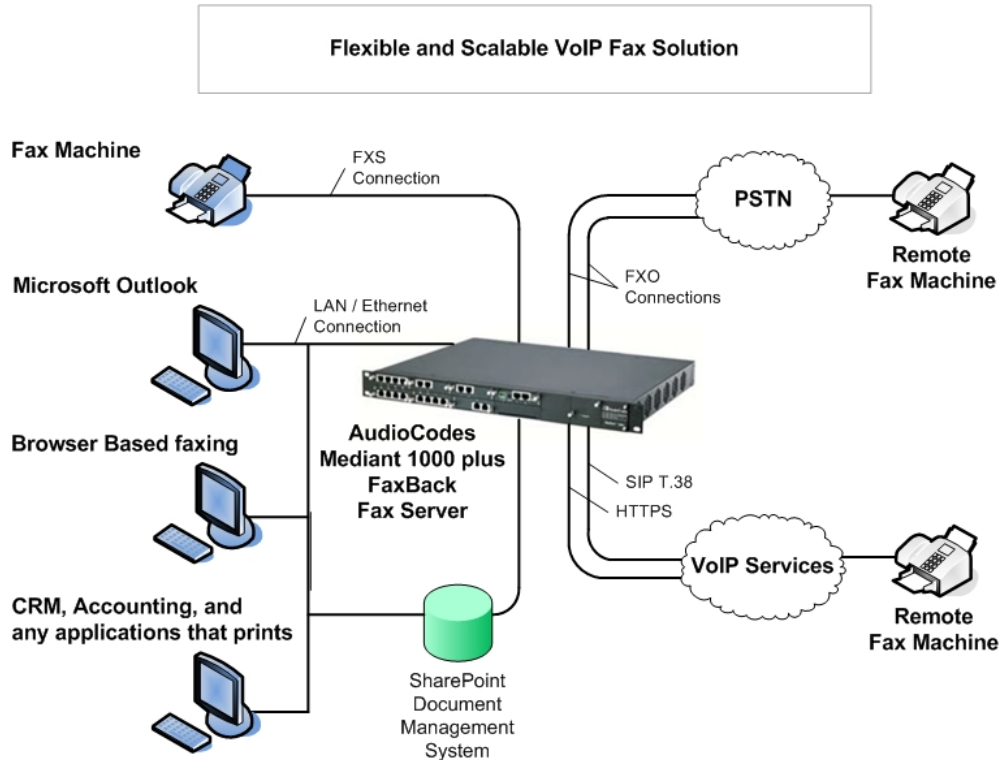 Flexible and Scalable VoIP Fax Solution
Fax Machine
FXS
Connection
PSTN
Remote
Fax Machine
Microsoft Outlook
LAN / Ethernet
Connection
FXO
Connections
Browser Based faxing
AudioCodes
Mediant 1000 plus
FaxBack
Fax Server
SIP T.38
HTTPS
VoIP Services
CRM, Accounting, and
any applications that prints
Remote
Fax Machine
SharePoint
Document
Management
System